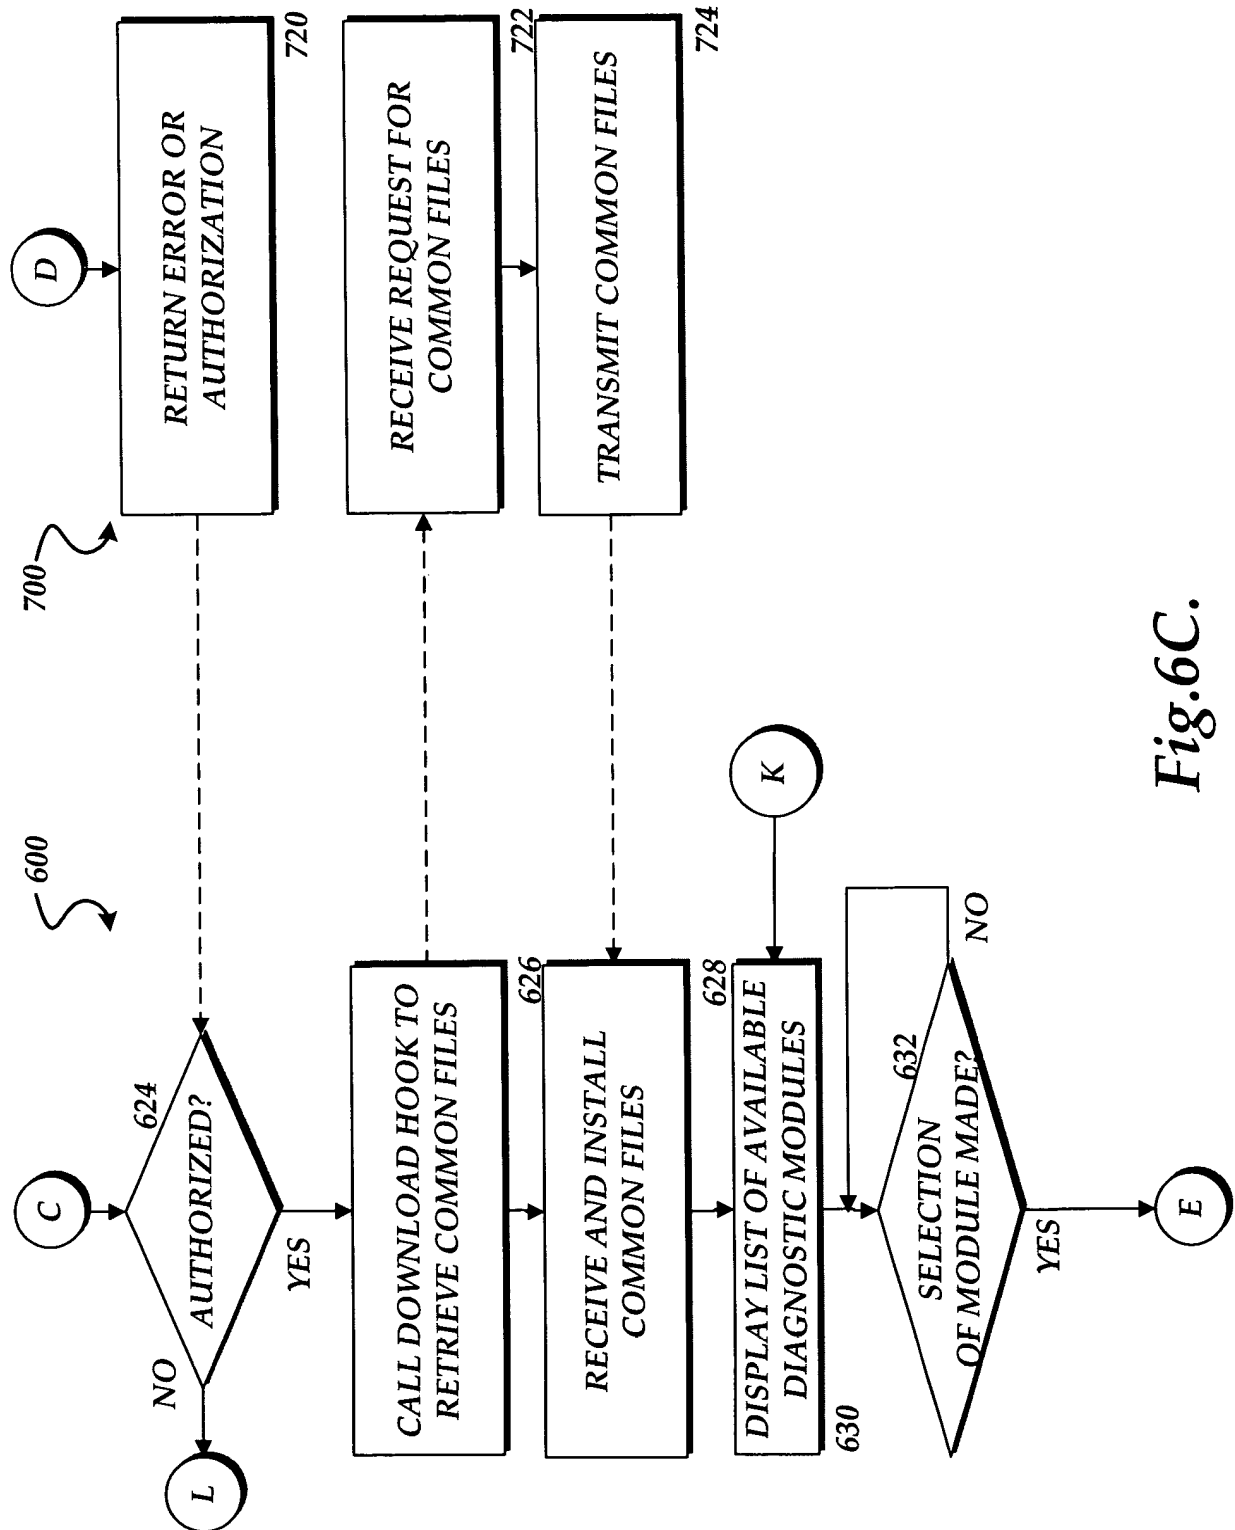 600
700
C
D
624
AUTHORIZED?
NO
L
YES
RETURN ERROR OR
AUTHORIZATION
720
CALL DOWNLOAD HOOK TO
RETRIEVE COMMON FILES
626
RECEIVE REQUEST FOR
COMMON FILES
722
RECEIVE AND INSTALL
COMMON FILES
628
TRANSMIT COMMON FILES
724
DISPLAY LIST OF AVAILABLE
DIAGNOSTIC MODULES
630
K
632
SELECTION
OF MODULE MADE?
NO
YES
E
Fig.6C.